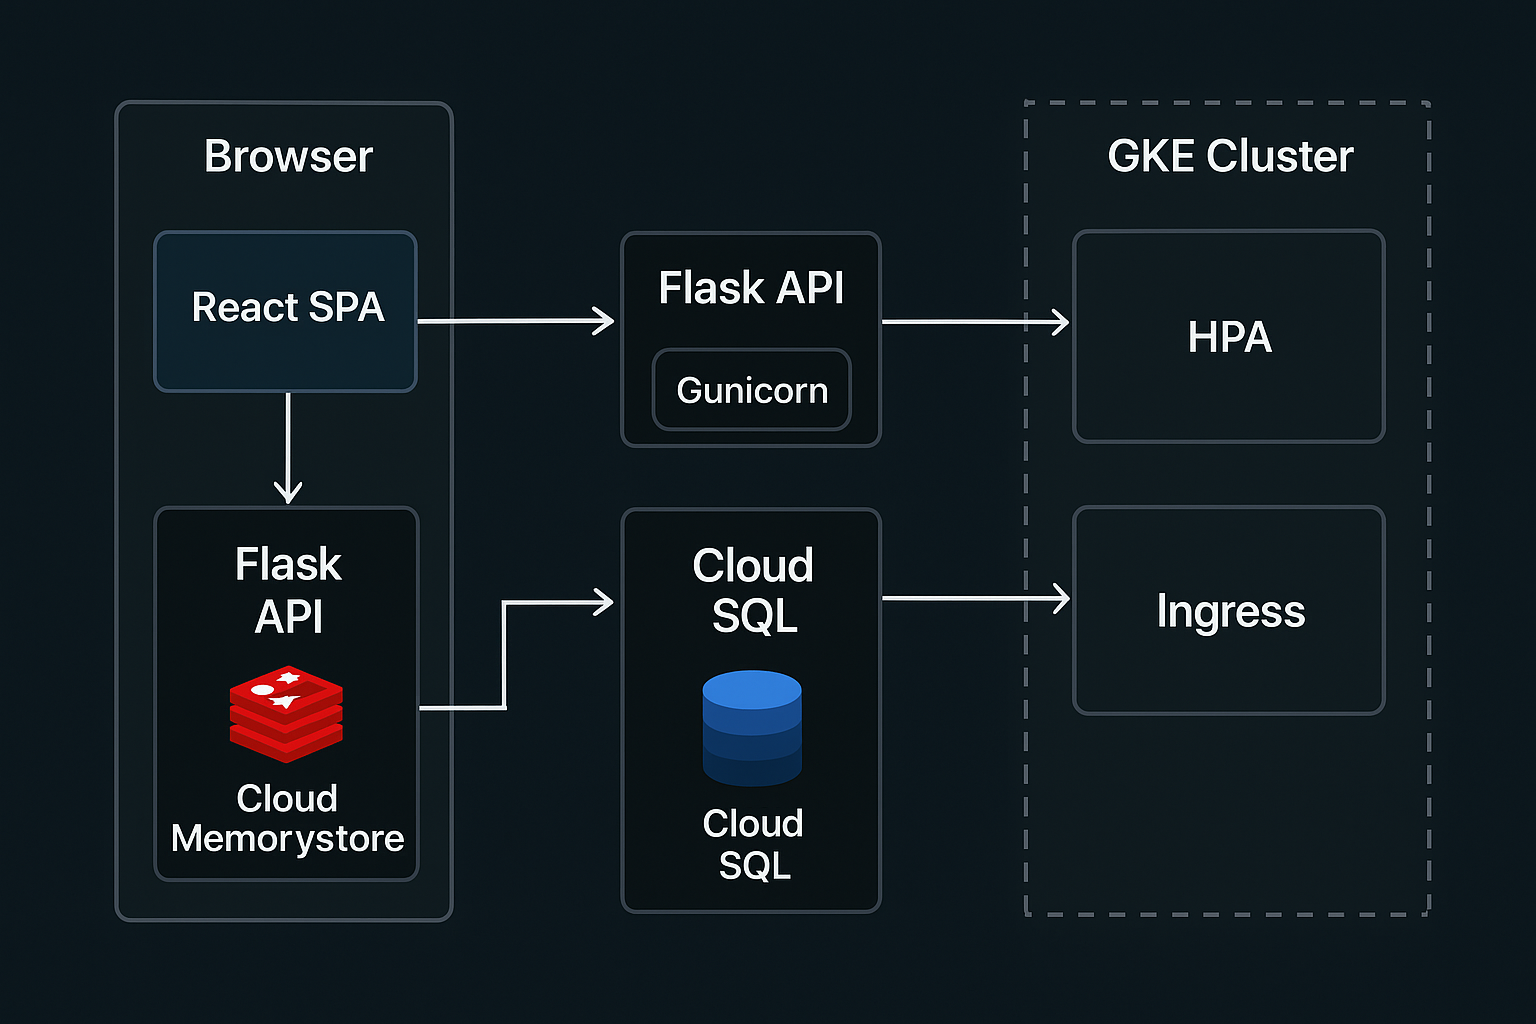 Browser
React SPA
Flask
API
Cloud
Memorystore
Flask API
Gunicorn
Cloud
SQL
Cloud
SQL
GKE Cluster
HPA
Ingress